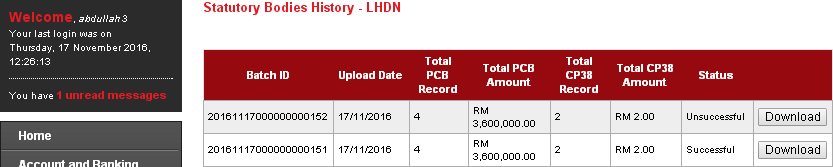 Welcome, abdullah3
Your last login was on
Thursday, 17 November 2016,
12:26:13
You have 1 unread messages
Home
Account and Banking
Statutory Bodies History - LHDN
Batch ID Upload Date Total PCB Record Total PCB Amount Total CP38 Record Total CP38 Amount Status
20161117000000000152 17/11/2016 4 RM 3,600,000.00 2 RM 2.00 Unsuccessful Download
20161117000000000151 17/11/2016 4 RM 3,600,000.00 2 RM 2.00 Successful Download